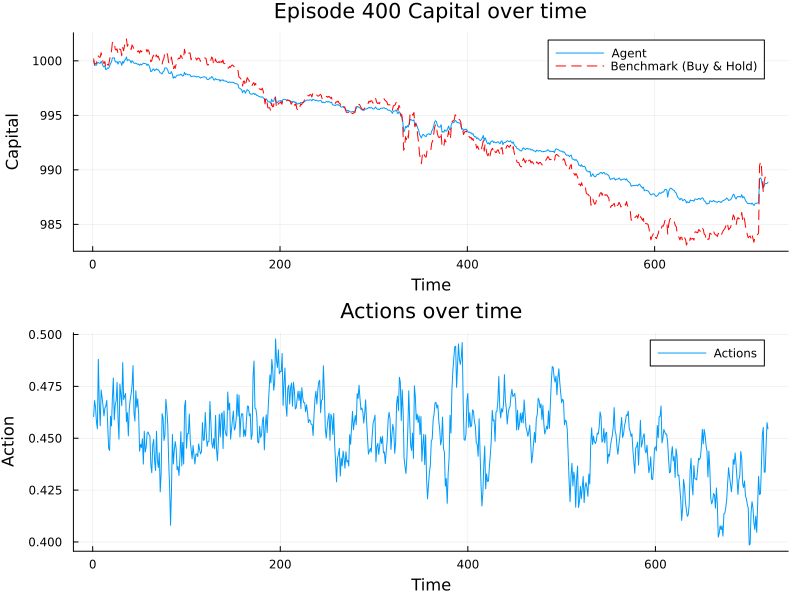 Episode 400 Capital over time
Capital
1000
995
990
985
Agent
Benchmark (Buy & Hold)
0
200
400
600
Time
Actions over time
Action
0.500
0.475
0.450
0.425
0.400
Actions
0
200
400
600
Time